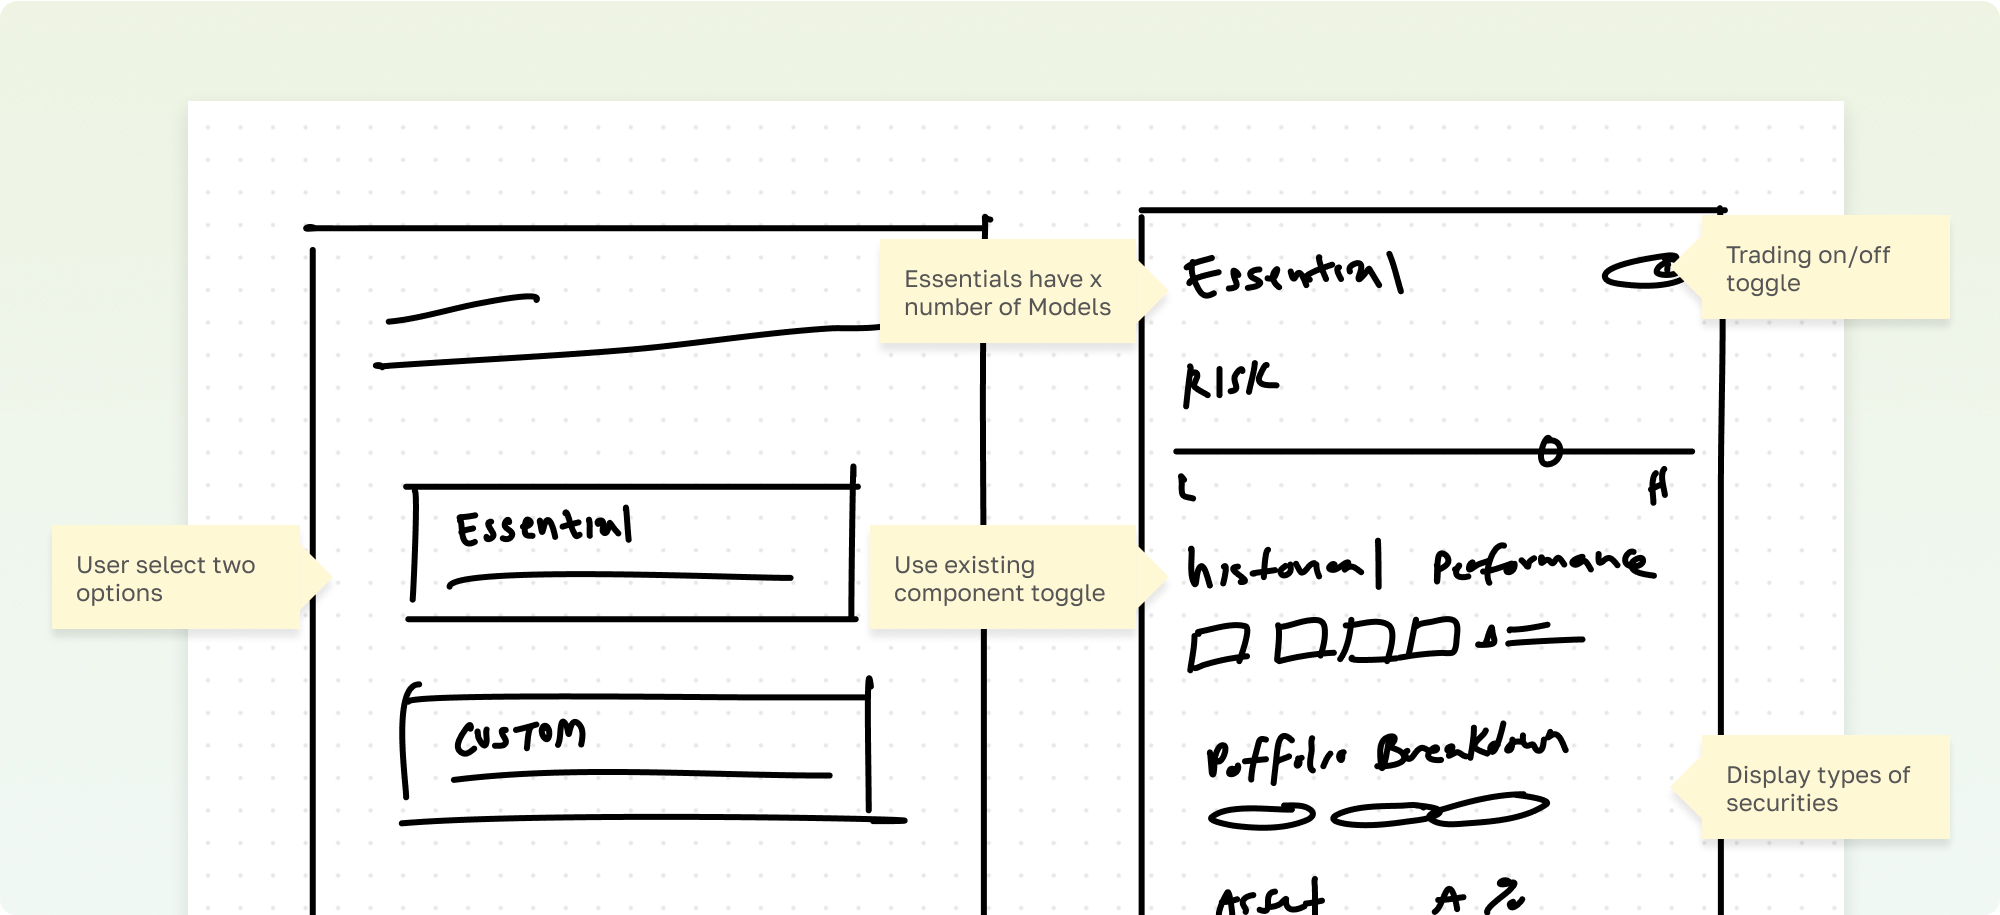 Essentials have x
number of Models
Essential
Trading on/off
toggle
RISK
L H
Essential
User select two
options
Use existing
component toggle
historical Performance
CUSTOM
Portfolio Breakdown
Display types of
securities
Asset A %